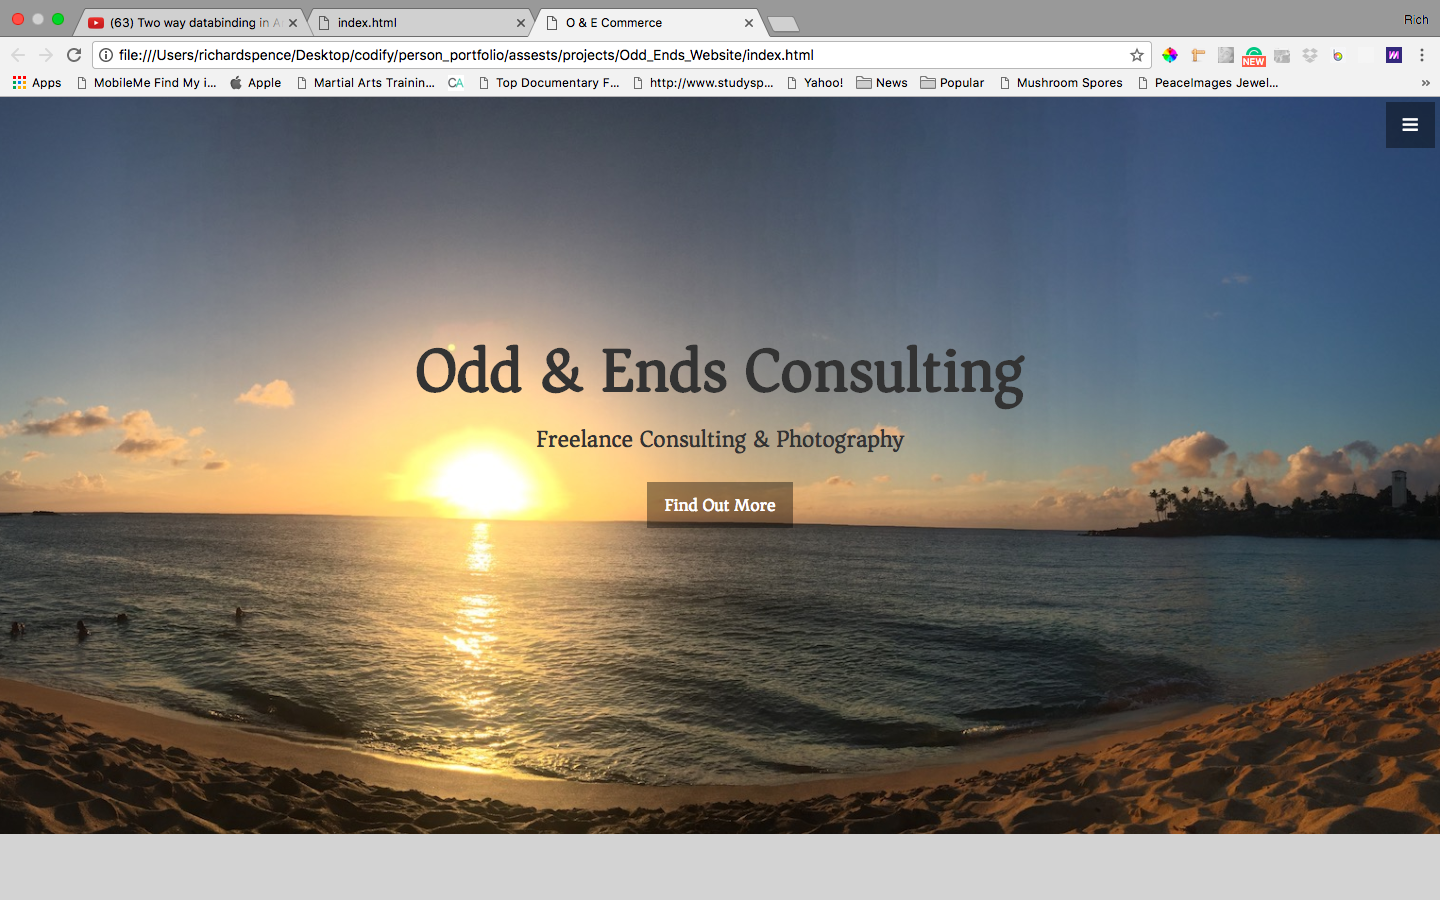 (63) Two way databinding in A
index.html
O & E Commerce
Rich
file:///Users/richardspence/Desktop/codify/person_portfolio/assests/projects/Odd_Ends_Website/index.html
NEW
Apps
MobileMe Find My i...
Apple
Martial Arts Trainin...
CA
Top Documentary F...
http://www.studysp...
Yahoo!
News
Popular
Mushroom Spores
PeaceImages Jewel...
Odd & Ends Consulting
Freelance Consulting & Photography
Find Out More